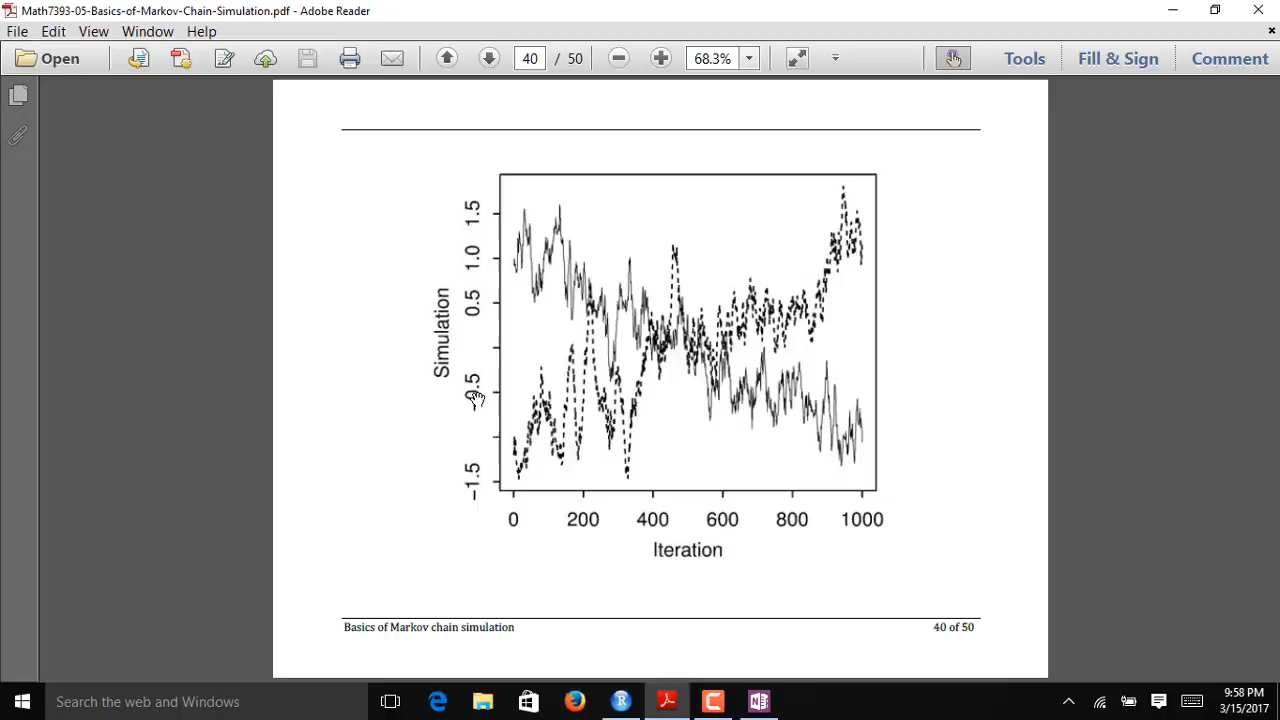 Math7393-05-Basics-of-Markov-Chain-Simulation.pdf - Adobe Reader
File Edit View Window Help
Open 40 / 50 68.3% Tools Fill & Sign Comment
1.5
1.0
0.5
-1.5
Simulation
0 200 400 600 800 1000
Iteration
Basics of Markov chain simulation 40 of 50
Search the web and Windows
9:58 PM
3/15/2017